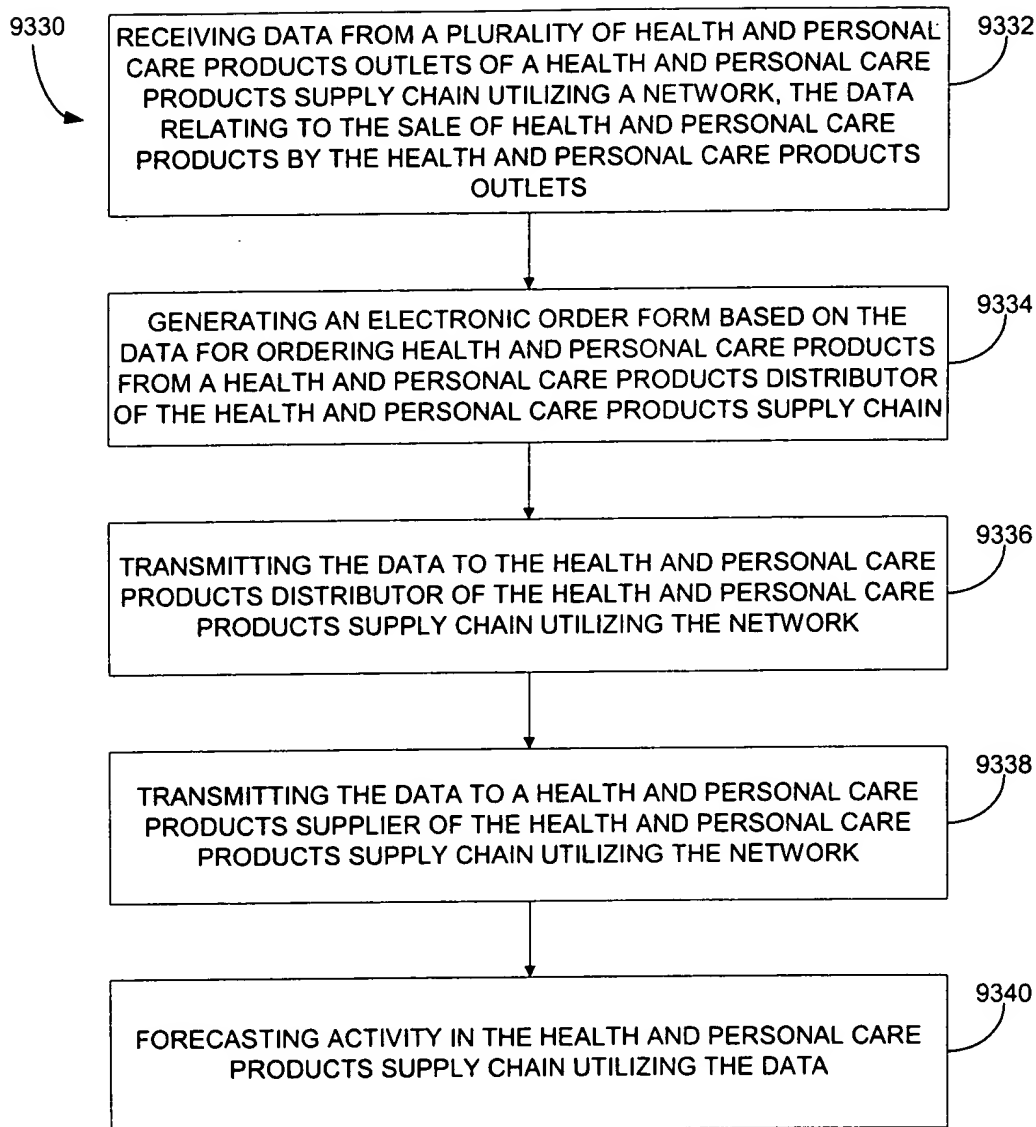 9330
RECEIVING DATA FROM A PLURALITY OF HEALTH AND PERSONAL
CARE PRODUCTS OUTLETS OF A HEALTH AND PERSONAL CARE
PRODUCTS SUPPLY CHAIN UTILIZING A NETWORK, THE DATA
RELATING TO THE SALE OF HEALTH AND PERSONAL CARE
PRODUCTS BY THE HEALTH AND PERSONAL CARE PRODUCTS
OUTLETS
9332
GENERATING AN ELECTRONIC ORDER FORM BASED ON THE
DATA FOR ORDERING HEALTH AND PERSONAL CARE PRODUCTS
FROM A HEALTH AND PERSONAL CARE PRODUCTS DISTRIBUTOR
OF THE HEALTH AND PERSONAL CARE PRODUCTS SUPPLY CHAIN
9334
TRANSMITTING THE DATA TO THE HEALTH AND PERSONAL CARE
PRODUCTS DISTRIBUTOR OF THE HEALTH AND PERSONAL CARE
PRODUCTS SUPPLY CHAIN UTILIZING THE NETWORK
9336
TRANSMITTING THE DATA TO A HEALTH AND PERSONAL CARE
PRODUCTS SUPPLIER OF THE HEALTH AND PERSONAL CARE
PRODUCTS SUPPLY CHAIN UTILIZING THE NETWORK
9338
FORECASTING ACTIVITY IN THE HEALTH AND PERSONAL CARE
PRODUCTS SUPPLY CHAIN UTILIZING THE DATA
9340